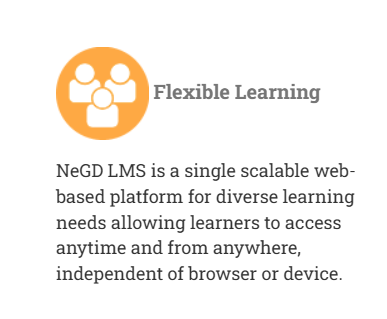 Flexible Learning
NeGD LMS is a single scalable web-
based platform for diverse learning
needs allowing learners to access
anytime and from anywhere,
independent of browser or device.